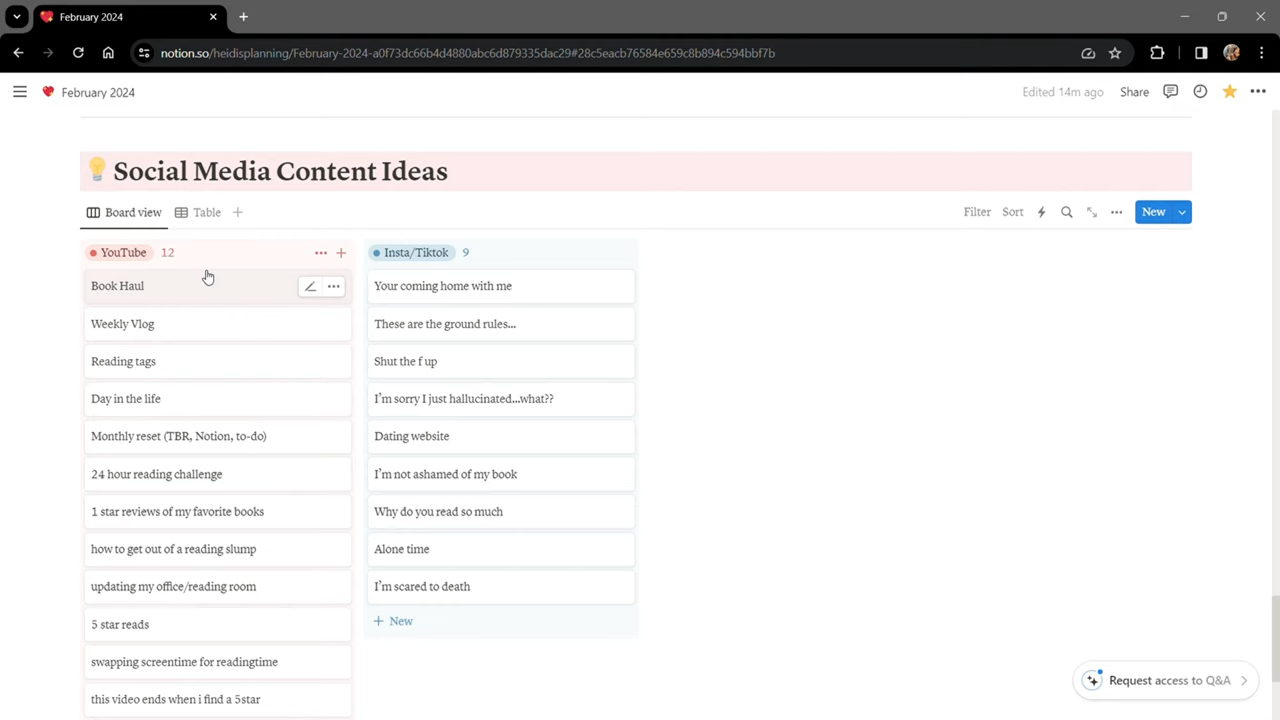 February 2024
notion.so/heidisplanning/February-2024-a0f73dc66b4d4880abc6d879335dac29#28c5eacb76584e659c8b894c594bbf7b
February 2024
Edited 14m ago
Share
Social Media Content Ideas
Board view
Table
Filter
Sort
New
YouTube 12
Book Haul
Weekly Vlog
Reading tags
Day in the life
Monthly reset (TBR, Notion, to-do)
24 hour reading challenge
1 star reviews of my favorite books
how to get out of a reading slump
updating my office/reading room
5 star reads
swapping screentime for readingtime
this video ends when i find a 5star
Insta/Tiktok 9
Your coming home with me
These are the ground rules...
Shut the f up
I'm sorry I just hallucinated...what??
Dating website
I'm not ashamed of my book
Why do you read so much
Alone time
I'm scared to death
+ New
Request access to Q&A